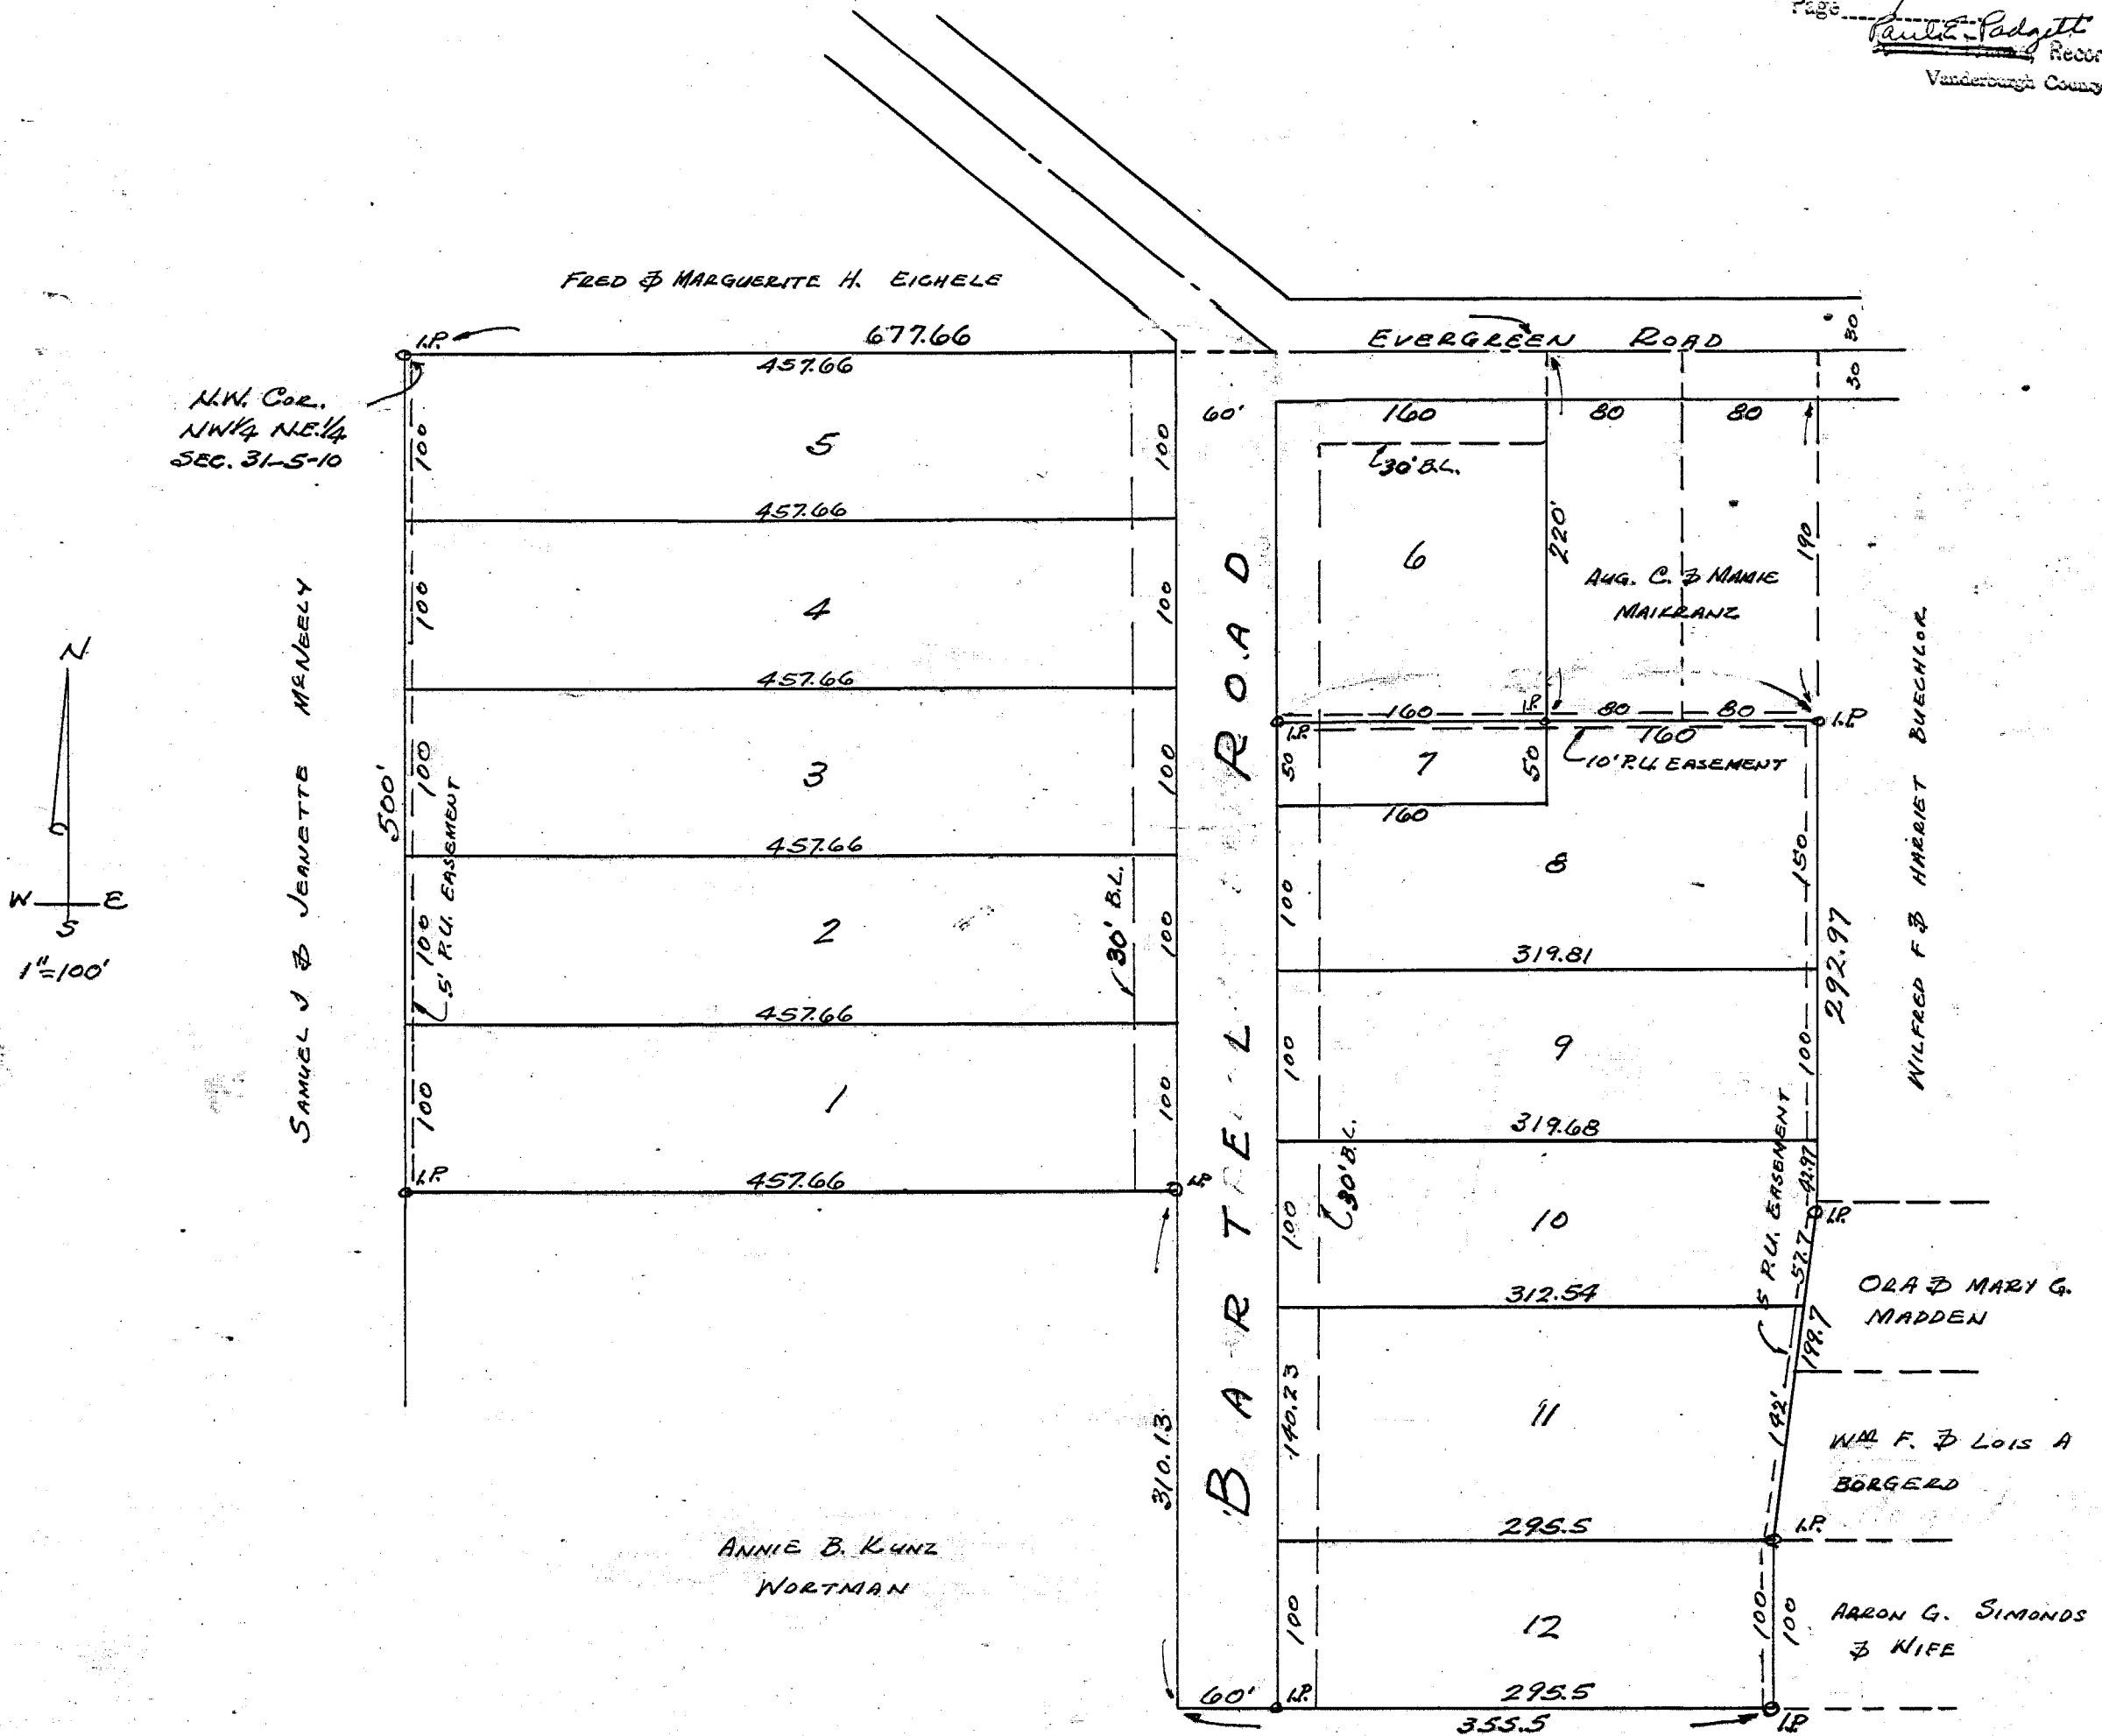 Page 1
Paul E. Padgett
Recor
Vanderburgh County
FRED & MARGUERITE H. EICHELE
I.P.
677.66
457.66
EVERGREEN ROAD
30
30
N.W. COR.
NW1/4 N.E.1/4
SEC. 31-5-10
60'
160
80
80
100
5
100
30' B.L.
457.66
100
4
100
6
220'
190
AUG. C. & MAMIE
MAIKRANZ
457.66
SAMUEL J & JEANETTE McNEELY
N
W E
S
1"=100'
500'
100
3
100
5' P.U. EASEMENT
457.66
100
2
100
30' B.L.
457.66
100
1
100
I.P.
457.66
I.P.
BARTRELL ROAD
160
I.P.
80
80
I.P.
I.P.
160
10' P.U. EASEMENT
50
7
50
160
100
8
150
319.81
292.97
WILFRED F & HARRIET BUECHLOR
100
9
100
319.68
30' B.L.
5' P.U. EASEMENT
42.97
I.P.
100
10
57.7
312.54
ORA & MARY G.
MADDEN
199.7
140.23
11
142'
WM F. & LOIS A
BORGERD
310.13
295.5
I.P.
ANNIE B. KUNZ
WORTMAN
100
12
100
100
ARRON G. SIMONDS
& WIFE
60'
I.P.
295.5
355.5
I.P.